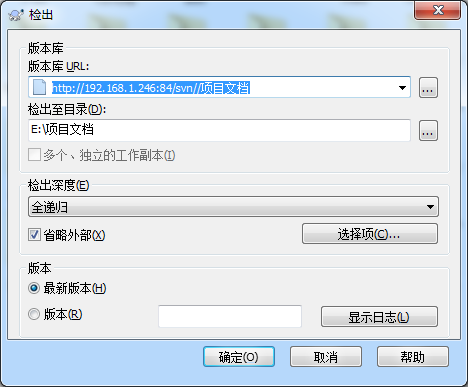 检出
版本库
版本库 URL:
http://192.168.1.246:84/svn//项目文档
...
检出至目录(D):
E:\项目文档
...
多个、独立的工作副本(I)
检出深度(E)
全递归
省略外部(X)
选择项(C)...
版本
最新版本(H)
版本(R)
显示日志(L)
确定(O)
取消
帮助